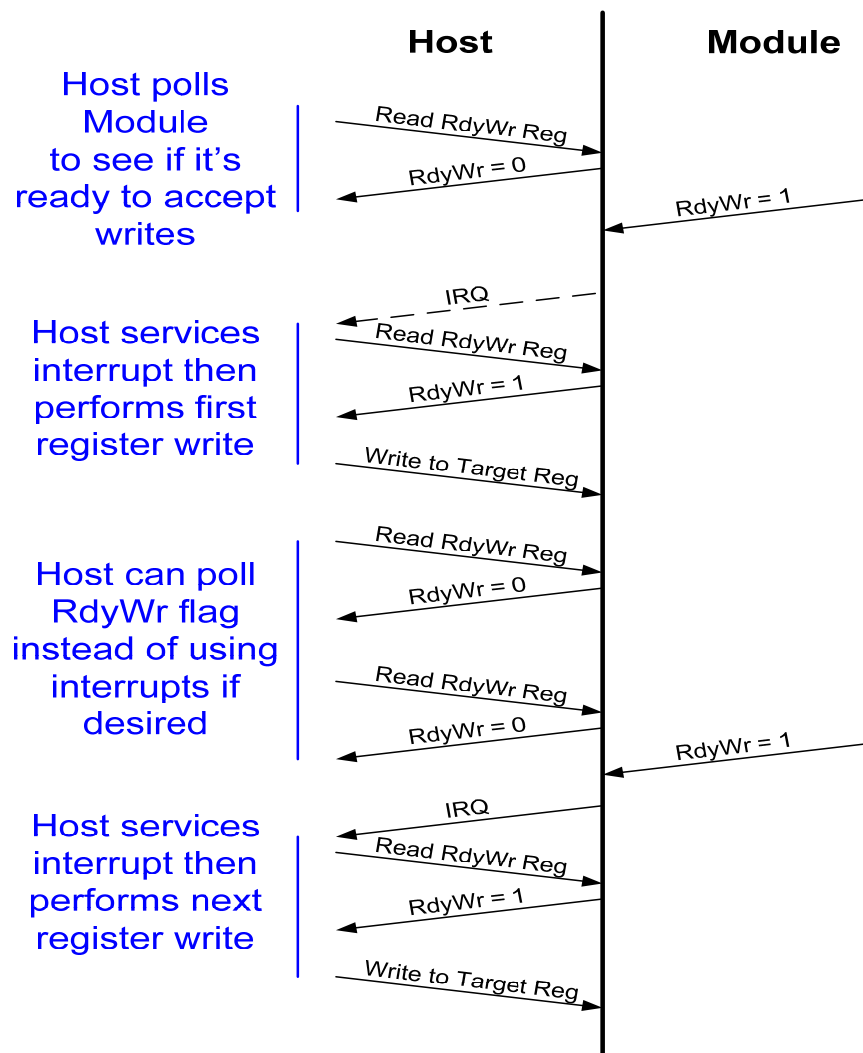 Host
Module
Host polls
Module
to see if it's
ready to accept
writes
Read RdyWr Reg
RdyWr = 0
RdyWr = 1
IRQ
Host services
interrupt then
performs first
register write
Read RdyWr Reg
RdyWr = 1
Write to Target Reg
Host can poll
RdyWr flag
instead of using
interrupts if
desired
Read RdyWr Reg
RdyWr = 0
Read RdyWr Reg
RdyWr = 0
RdyWr = 1
IRQ
Host services
interrupt then
performs next
register write
Read RdyWr Reg
RdyWr = 1
Write to Target Reg